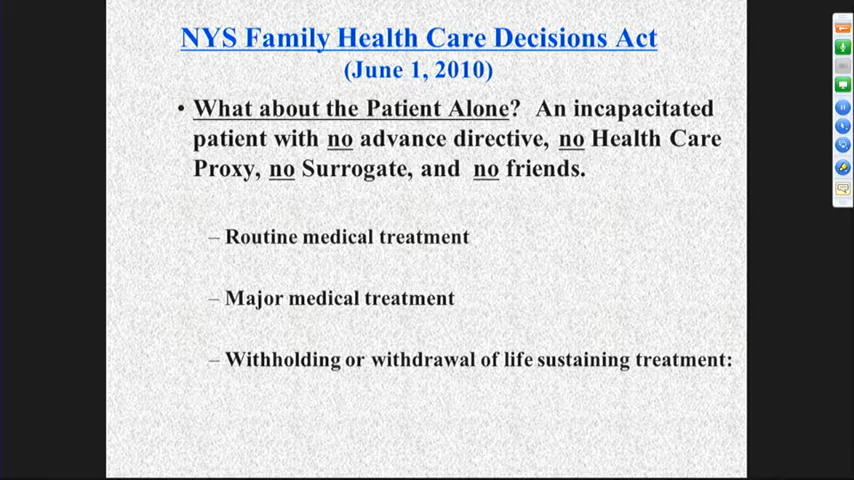 NYS Family Health Care Decisions Act
(June 1, 2010)
• What about the Patient Alone? An incapacitated
patient with no advance directive, no Health Care
Proxy, no Surrogate, and no friends.
– Routine medical treatment
– Major medical treatment
– Withholding or withdrawal of life sustaining treatment: